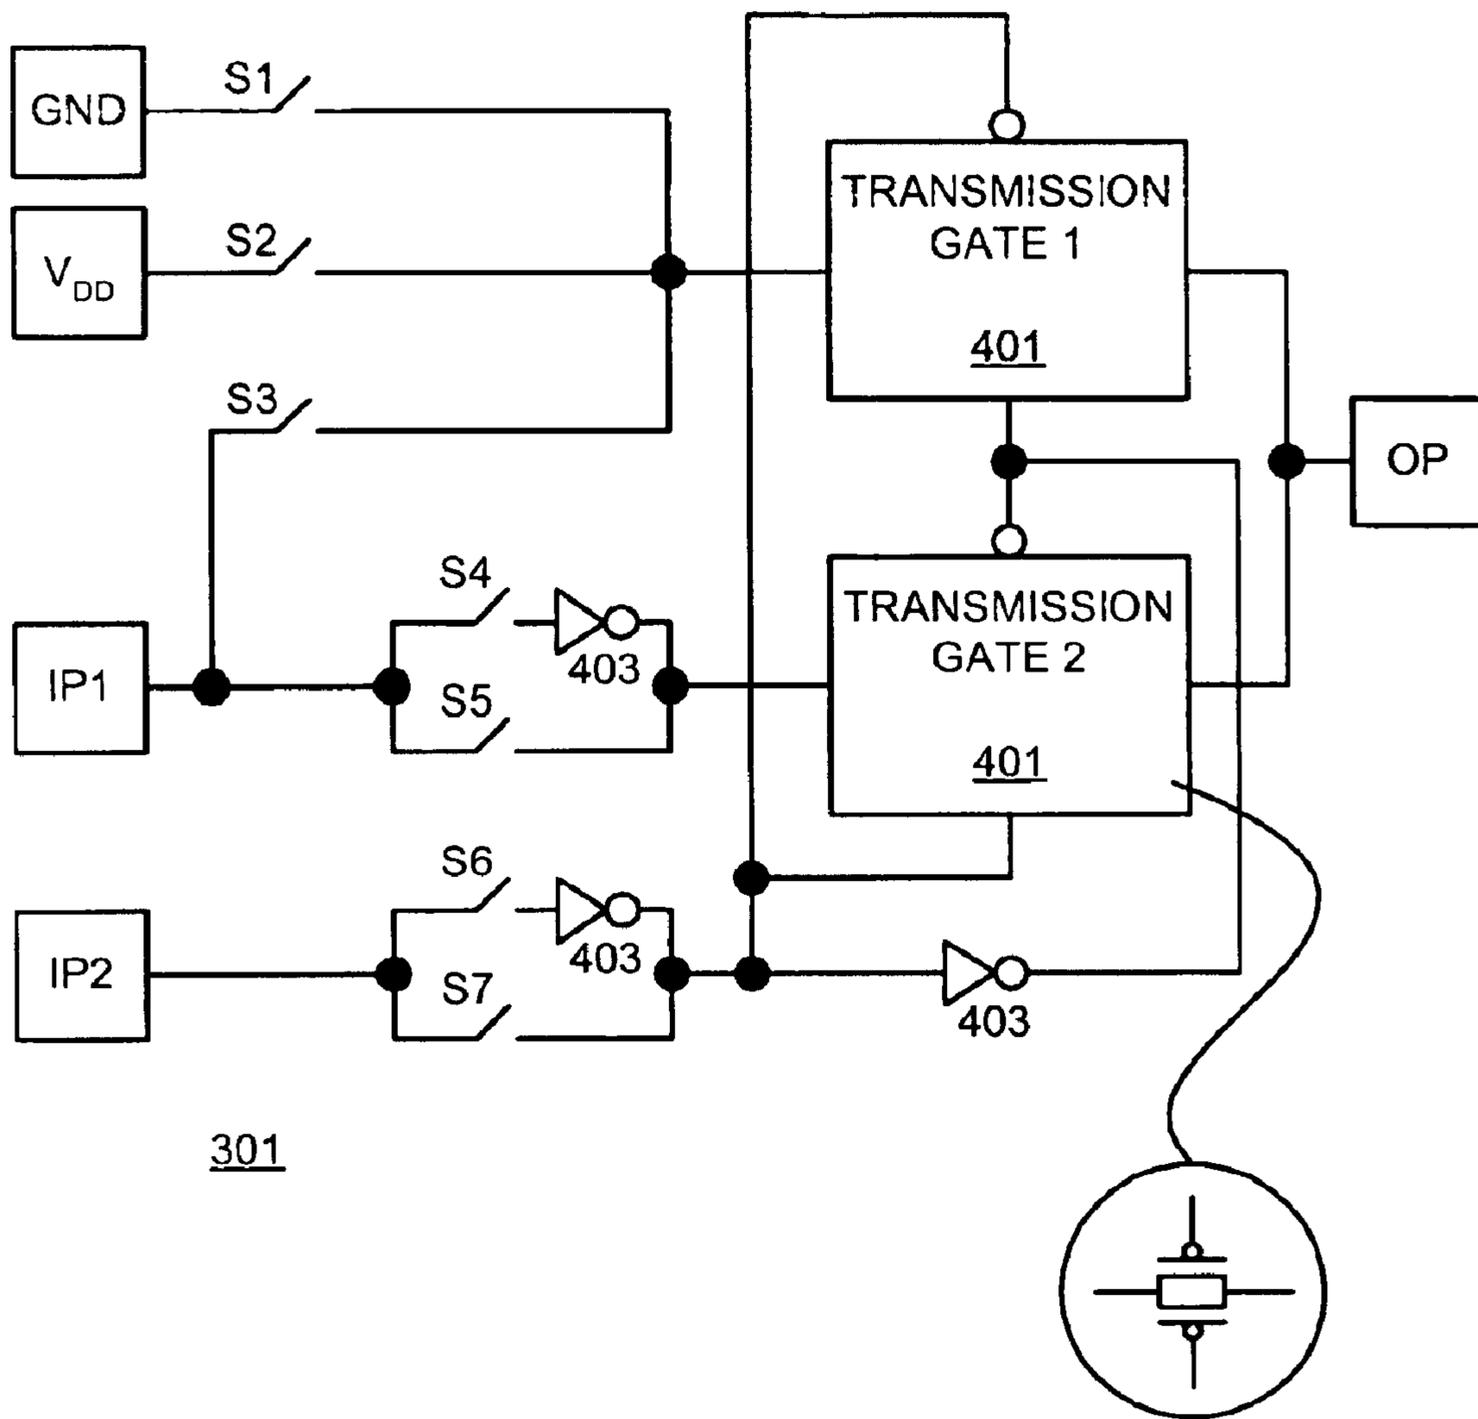 GND
S1
V_DD
S2
S3
TRANSMISSION
GATE 1
401
OP
IP1
S4
403
S5
TRANSMISSION
GATE 2
401
IP2
S6
403
S7
403
301